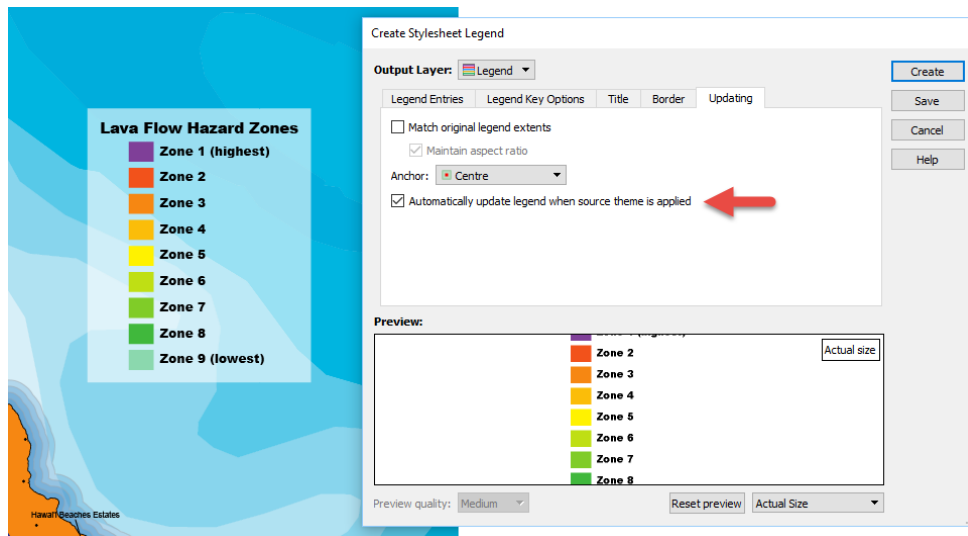 Lava Flow Hazard Zones
Zone 1 (highest)
Zone 2
Zone 3
Zone 4
Zone 5
Zone 6
Zone 7
Zone 8
Zone 9 (lowest)
Hawai'i Beaches Estates
Create Stylesheet Legend
Output Layer: Legend
Create
Save
Cancel
Help
Legend Entries Legend Key Options Title Border Updating
Match original legend extents
Maintain aspect ratio
Anchor: Centre
Automatically update legend when source theme is applied
Preview:
Actual size
Zone 2
Zone 3
Zone 4
Zone 5
Zone 6
Zone 7
Zone 8
Preview quality: Medium Reset preview Actual Size